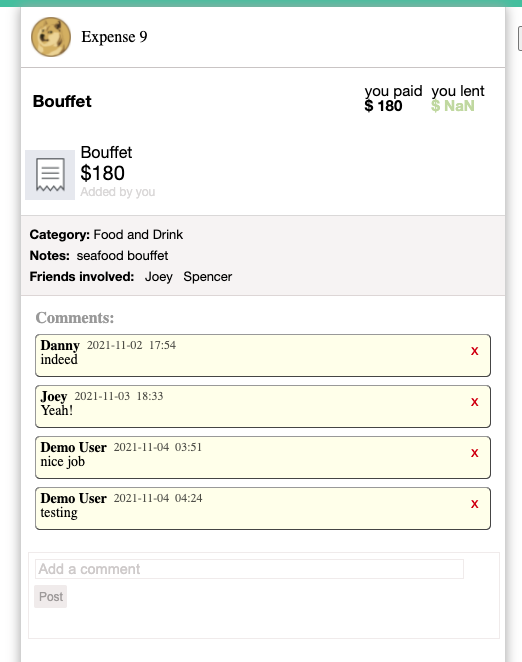 Expense 9
Bouffet
you paid you lent
$ 180 $ NaN
Bouffet
$180
Added by you
Category: Food and Drink
Notes: seafood bouffet
Friends involved: Joey Spencer
Comments:
Danny 2021-11-02 17:54
indeed
x
Joey 2021-11-03 18:33
Yeah!
x
Demo User 2021-11-04 03:51
nice job
x
Demo User 2021-11-04 04:24
testing
x
Add a comment
Post